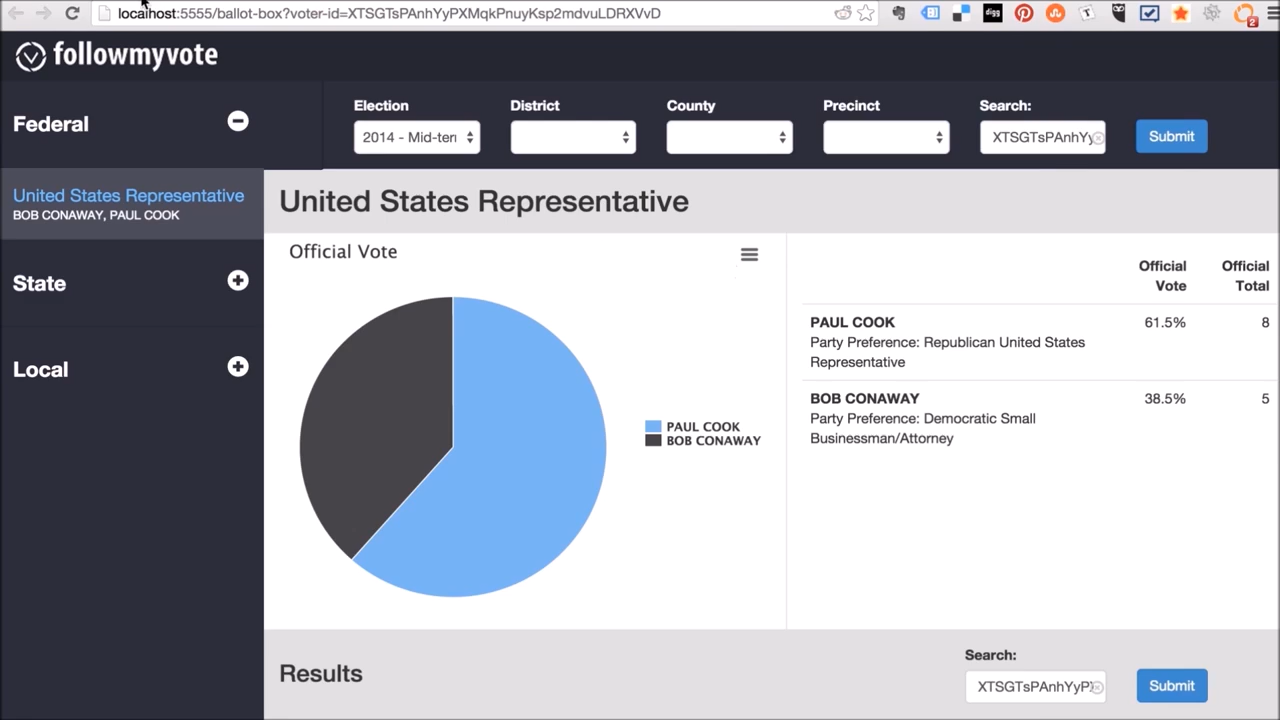 localhost:5555/ballot-box?voter-id=XTSGTsPAnhYyPXMqkPnuyKsp2mdvuLDRXVvD
digg
2
followmyvote
Federal
Election
District
County
Precinct
Search:
2014 - Mid-terr
XTSGTsPAnhYy
Submit
United States Representative
BOB CONAWAY, PAUL COOK
State
Local
United States Representative
Official Vote
PAUL COOK
BOB CONAWAY
Official
Vote
Official
Total
PAUL COOK
61.5%
8
Party Preference: Republican United States
Representative
BOB CONAWAY
38.5%
5
Party Preference: Democratic Small
Businessman/Attorney
Results
Search:
XTSGTsPAnhYyP
Submit